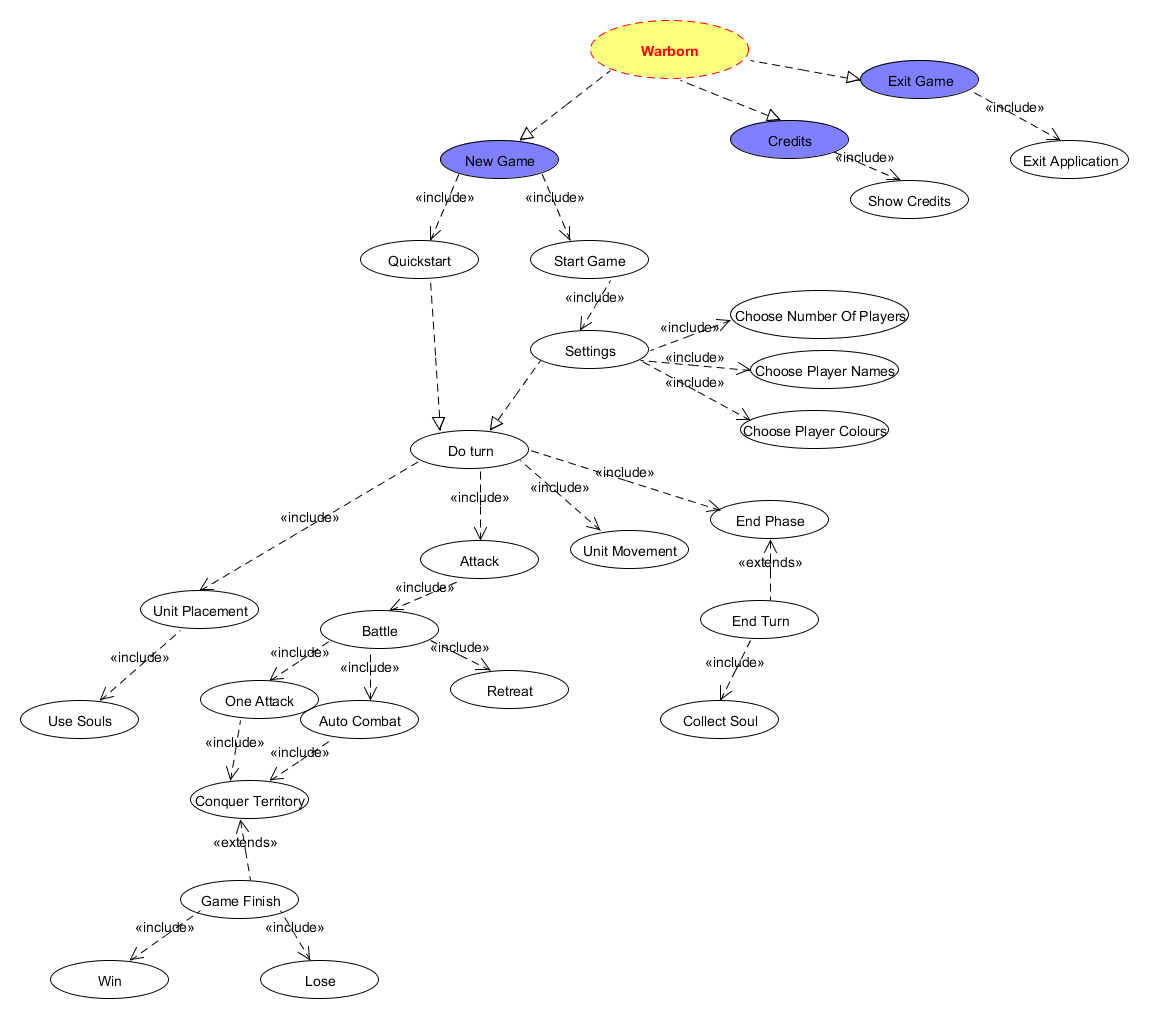 Warborn
Exit Game
«include»
Credits
Exit Application
New Game
«include»
Show Credits
«include»
«include»
Quickstart
Start Game
«include»
Choose Number Of Players
«include»
Settings
«include»
Choose Player Names
«include»
Choose Player Colours
Do turn
«include»
«include»
«include»
«include»
End Phase
Attack
Unit Movement
«extends»
«include»
Unit Placement
End Turn
Battle
«include»
«include»
«include»
«include»
«include»
Retreat
One Attack
Use Souls
Auto Combat
Collect Soul
«include»
«include»
Conquer Territory
«extends»
Game Finish
«include»
«include»
Win
Lose